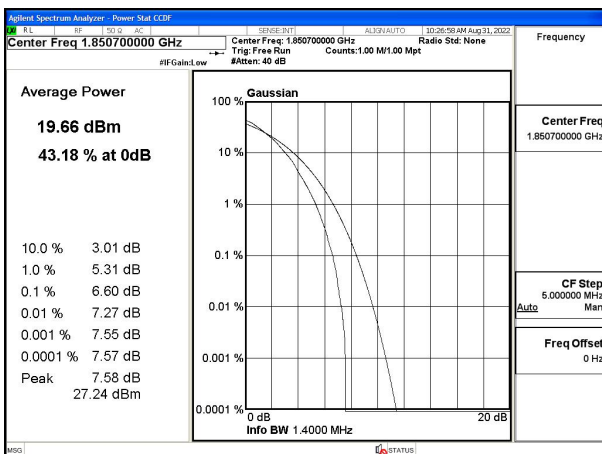 Agilent Spectrum Analyzer - Power Stat CCDF
RL RF 50 Ω AC SENSE:INT ALIGNAUTO 10:26:58 AM Aug31, 2022
Center Freq 1.850700000 GHz
Center Freq: 1.850700000 GHz Radio Std: None
Trig: Free Run Counts:1.00 M/1.00 Mpt
#IFGain:Low #Atten: 40 dB
Frequency
Average Power
19.66 dBm
43.18 % at 0dB
10.0 % 3.01 dB
1.0 % 5.31 dB
0.1 % 6.60 dB
0.01 % 7.27 dB
0.001 % 7.55 dB
0.0001 % 7.57 dB
Peak 7.58 dB
27.24 dBm
Gaussian
100 %
10 %
1 %
0.1 %
0.01 %
0.001 %
0.0001 %
0 dB 20 dB
Info BW 1.4000 MHz
Center Freq
1.850700000 GHz
CF Step
5.000000 MHz
Auto Man
Freq Offset
0 Hz
MSG STATUS